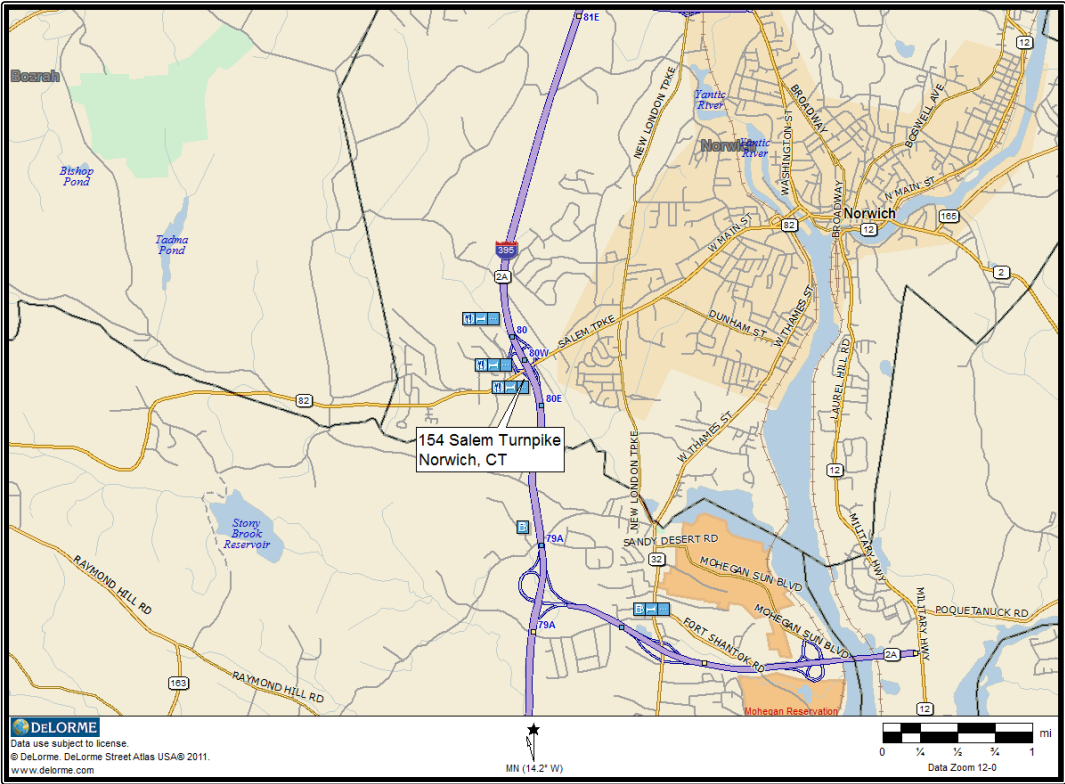 81E
12
Bozrah
NEW LONDON TPKE
Yantic
River
BROADWAY
BOSWELL AVE
WASHINGTON ST
Norwi
Yantic
River
Bishop
Pond
N MAIN ST
BROADWAY
Norwich
165
82
12
W MAIN ST
Tadma
Pond
395
2A
2
DUNHAM ST
W THAMES ST
80
SALEM TPKE
80W
LAUREL HILL RD
82
80E
154 Salem Turnpike
Norwich, CT
W THAMES ST
NEW LONDON TPKE
12
Stony
Brook
Reservoir
79A
SANDY DESERT RD
MILITARY HWY
32
MOHEGAN SUN BLVD
RAYMOND HILL RD
MILITARY HWY
POQUETANUCK RD
MOHEGAN SUN BLVD
79A
FORT SHANTOK RD
2A
163
RAYMOND HILL RD
12
Mohegan Reservation
DELORME
Data use subject to license.
© DeLorme. DeLorme Street Atlas USA® 2011.
www.delorme.com
MN (14.2° W)
mi
0 ¼ ½ ¾ 1
Data Zoom 12-0